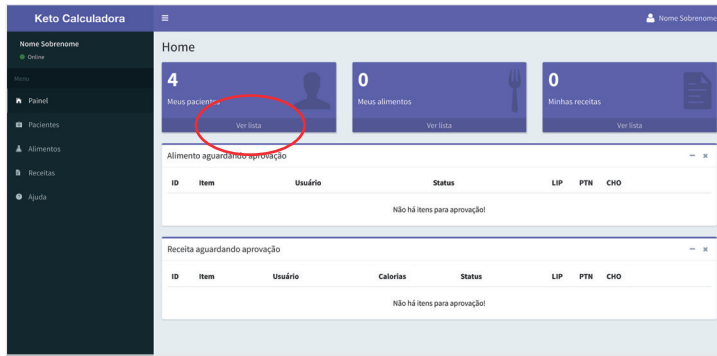 Keto Calculadora
Nome Sobrenome
Nome Sobrenome
Online
Menu
Painel
Pacientes
Alimentos
Receitas
Ajuda
Home
4
Meus pacientes
Ver lista
0
Meus alimentos
Ver lista
0
Minhas receitas
Ver lista
Alimento aguardando aprovação
ID Item Usuário Status LIP PTN CHO
Não há itens para aprovação!
Receita aguardando aprovação
ID Item Usuário Calorias Status LIP PTN CHO
Não há itens para aprovação!